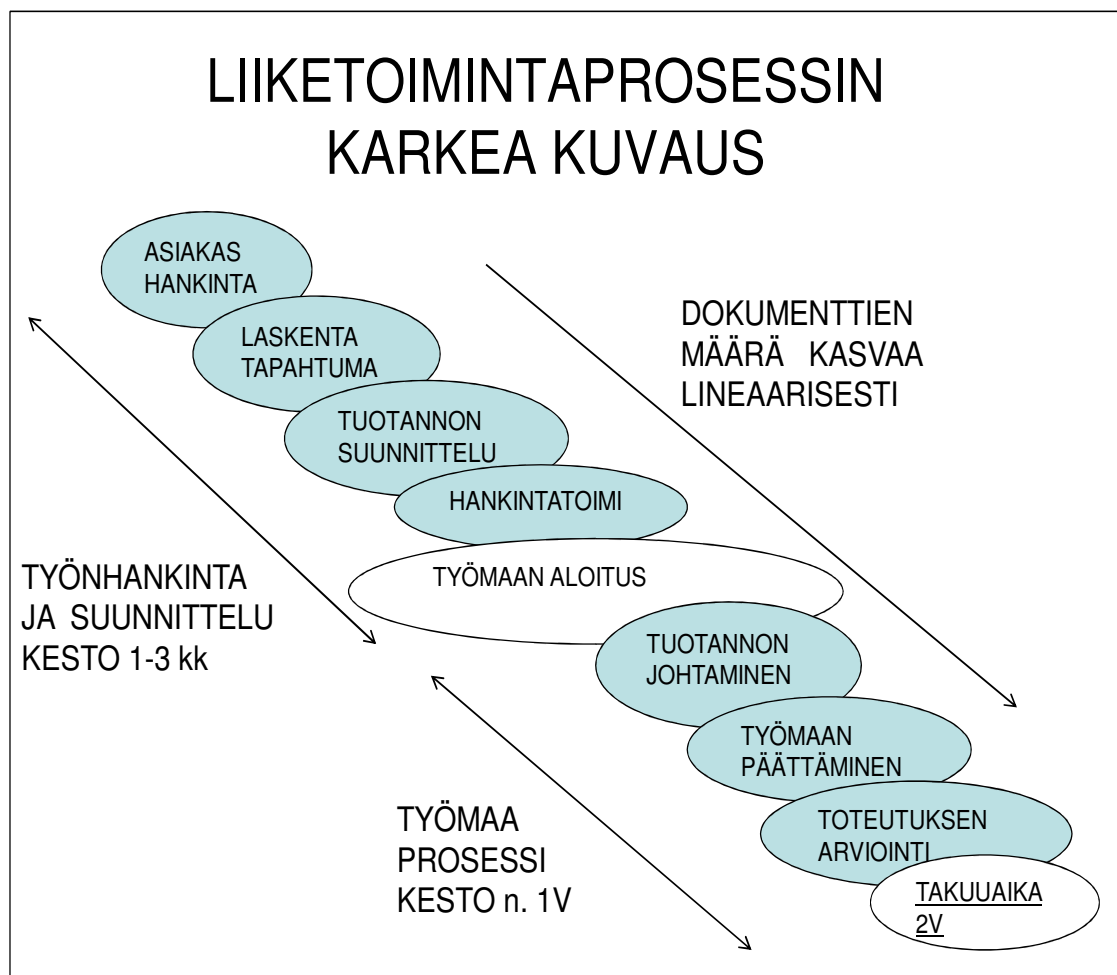 LIIKETOIMINTAPROSESSIN
KARKEA KUVAUS
ASIAKAS
HANKINTA
LASKENTA
TAPAHTUMA
TUOTANNON
SUUNNITTELU
HANKINTATOIMI
TYÖMAAN ALOITUS
TUOTANNON
JOHTAMINEN
TYÖMAAN
PÄÄTTÄMINEN
TOTEUTUKSEN
ARVIOINTI
TAKUUAIKA
2V
DOKUMENTTIEN
MÄÄRÄ KASVAA
LINEAARISESTI
TYÖNHANKINTA
JA SUUNNITTELU
KESTO 1-3 kk
TYÖMAA
PROSESSI
KESTO n. 1V